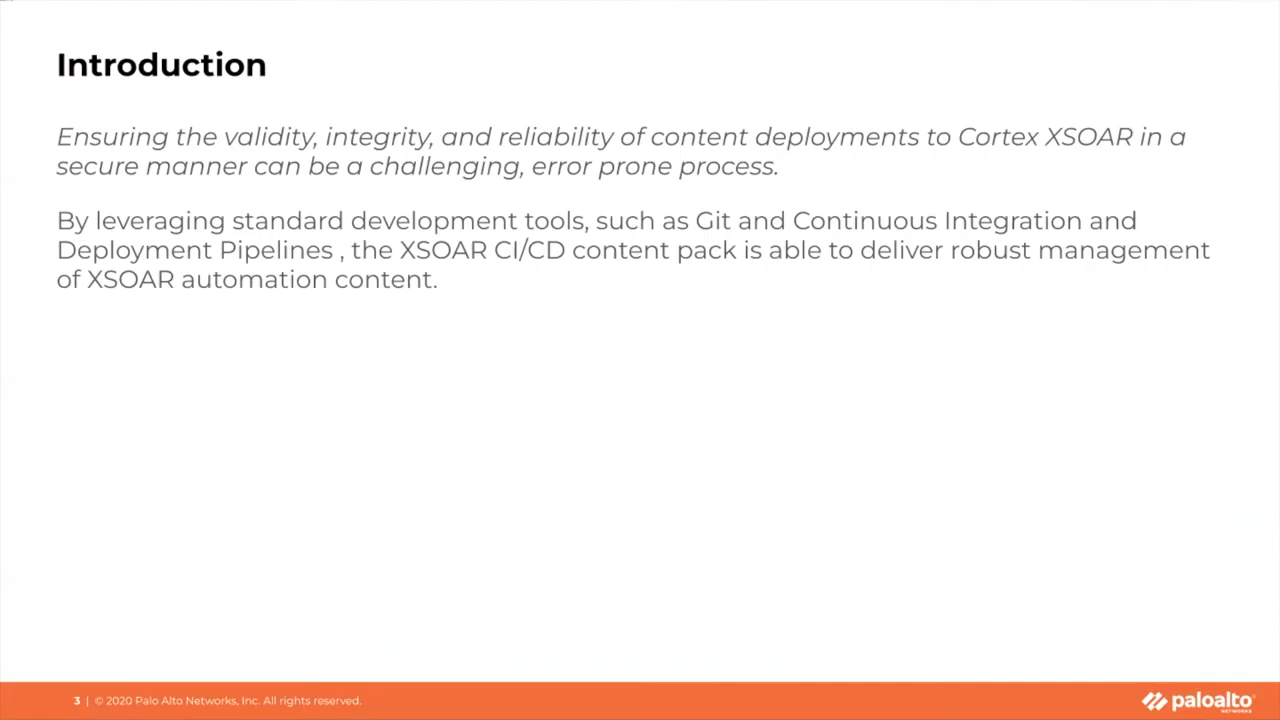 Introduction
Ensuring the validity, integrity, and reliability of content deployments to Cortex XSOAR in a
secure manner can be a challenging, error prone process.
By leveraging standard development tools, such as Git and Continuous Integration and
Deployment Pipelines , the XSOAR CI/CD content pack is able to deliver robust management
of XSOAR automation content.
3 | © 2020 Palo Alto Networks, Inc. All rights reserved.
paloalto
NETWORKS